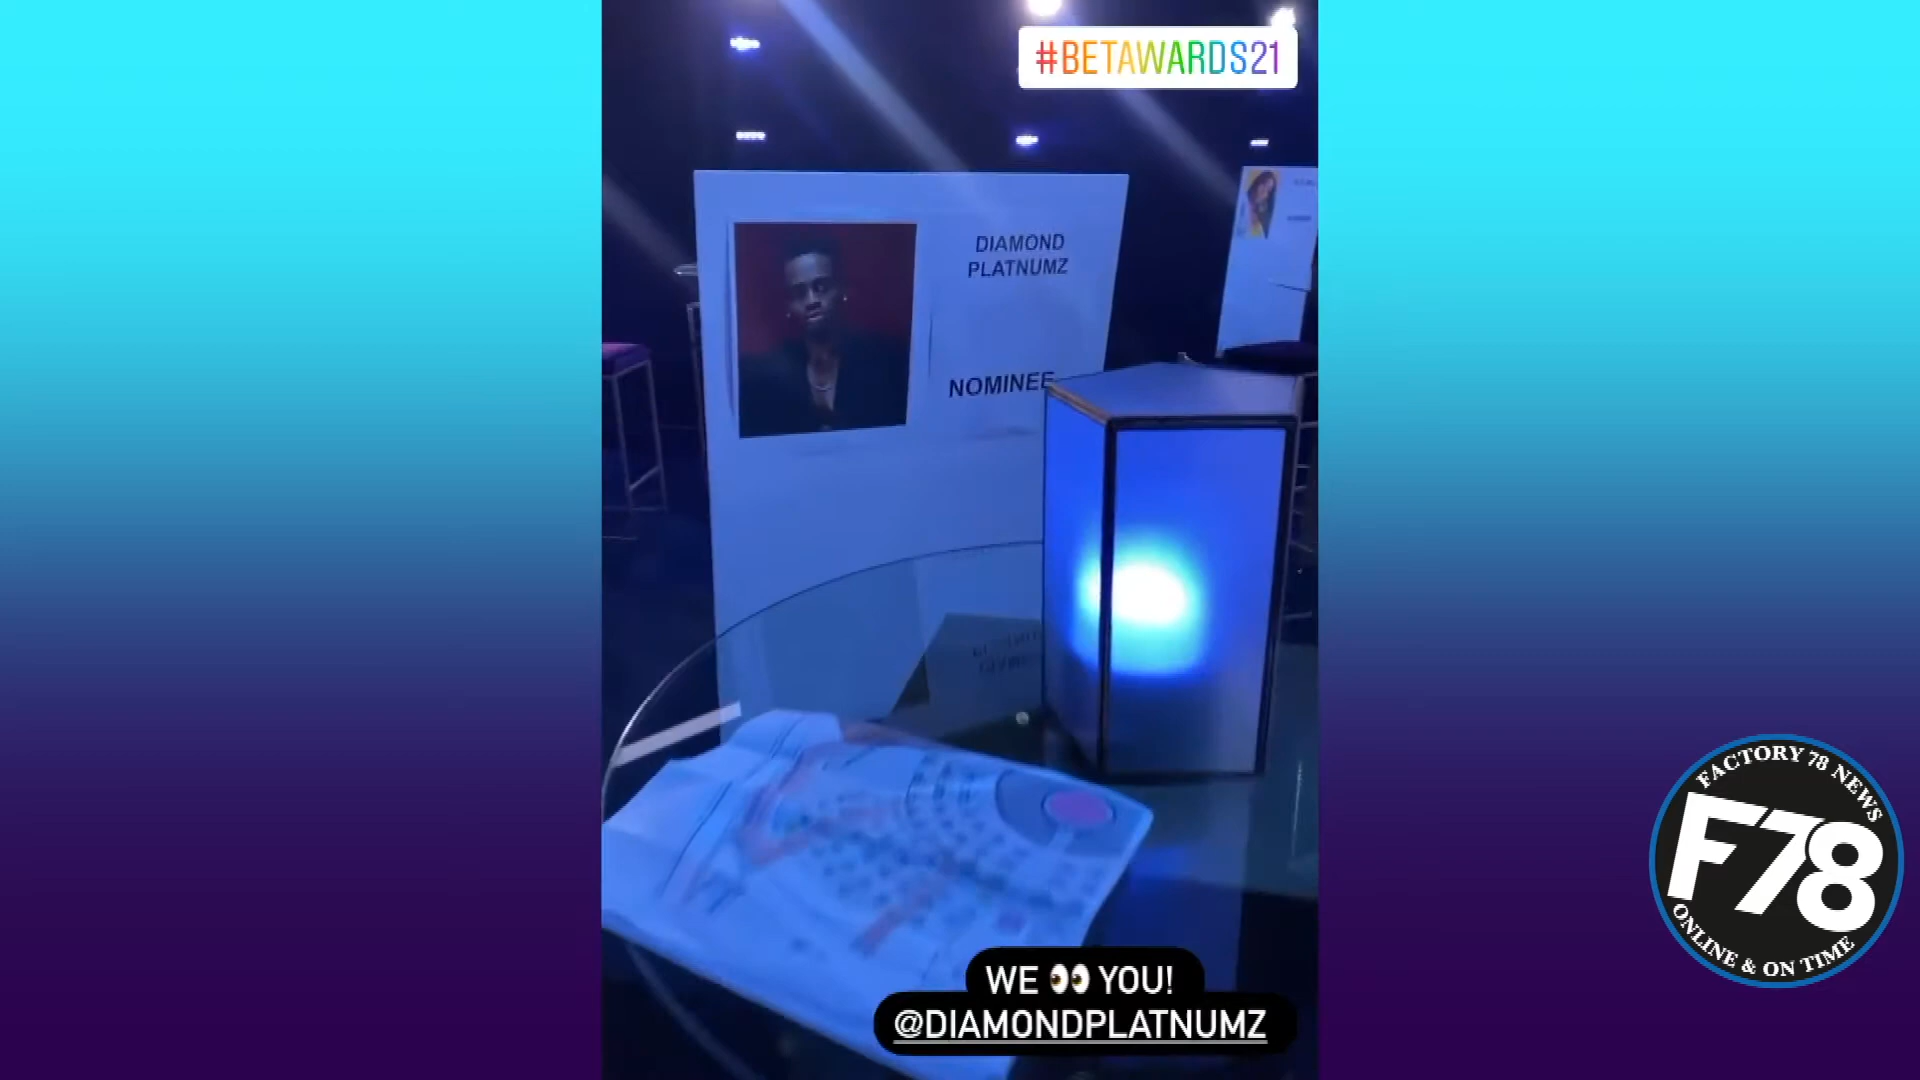 #BETAWARDS21
DIAMOND
PLATNUMZ
NOMINEE
WE 👀 YOU!
@DIAMONDPLATNUMZ
FACTORY 78 NEWS
F78
ONLINE & ON TIME